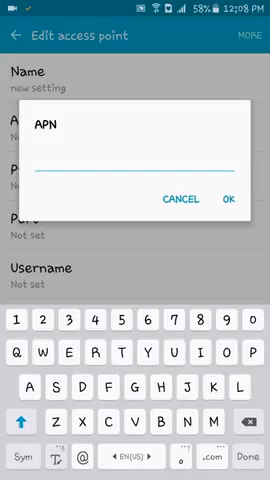 58% 12:08 PM
Edit access point MORE
Name
new setting
APN
CANCEL OK
Port
Not set
Username
Not set
1 2 3 4 5 6 7 8 9 0
Q W E R T Y U I O P
A S D F G H J K L
Z X C V B N M
Sym @ EN(US) .com Done